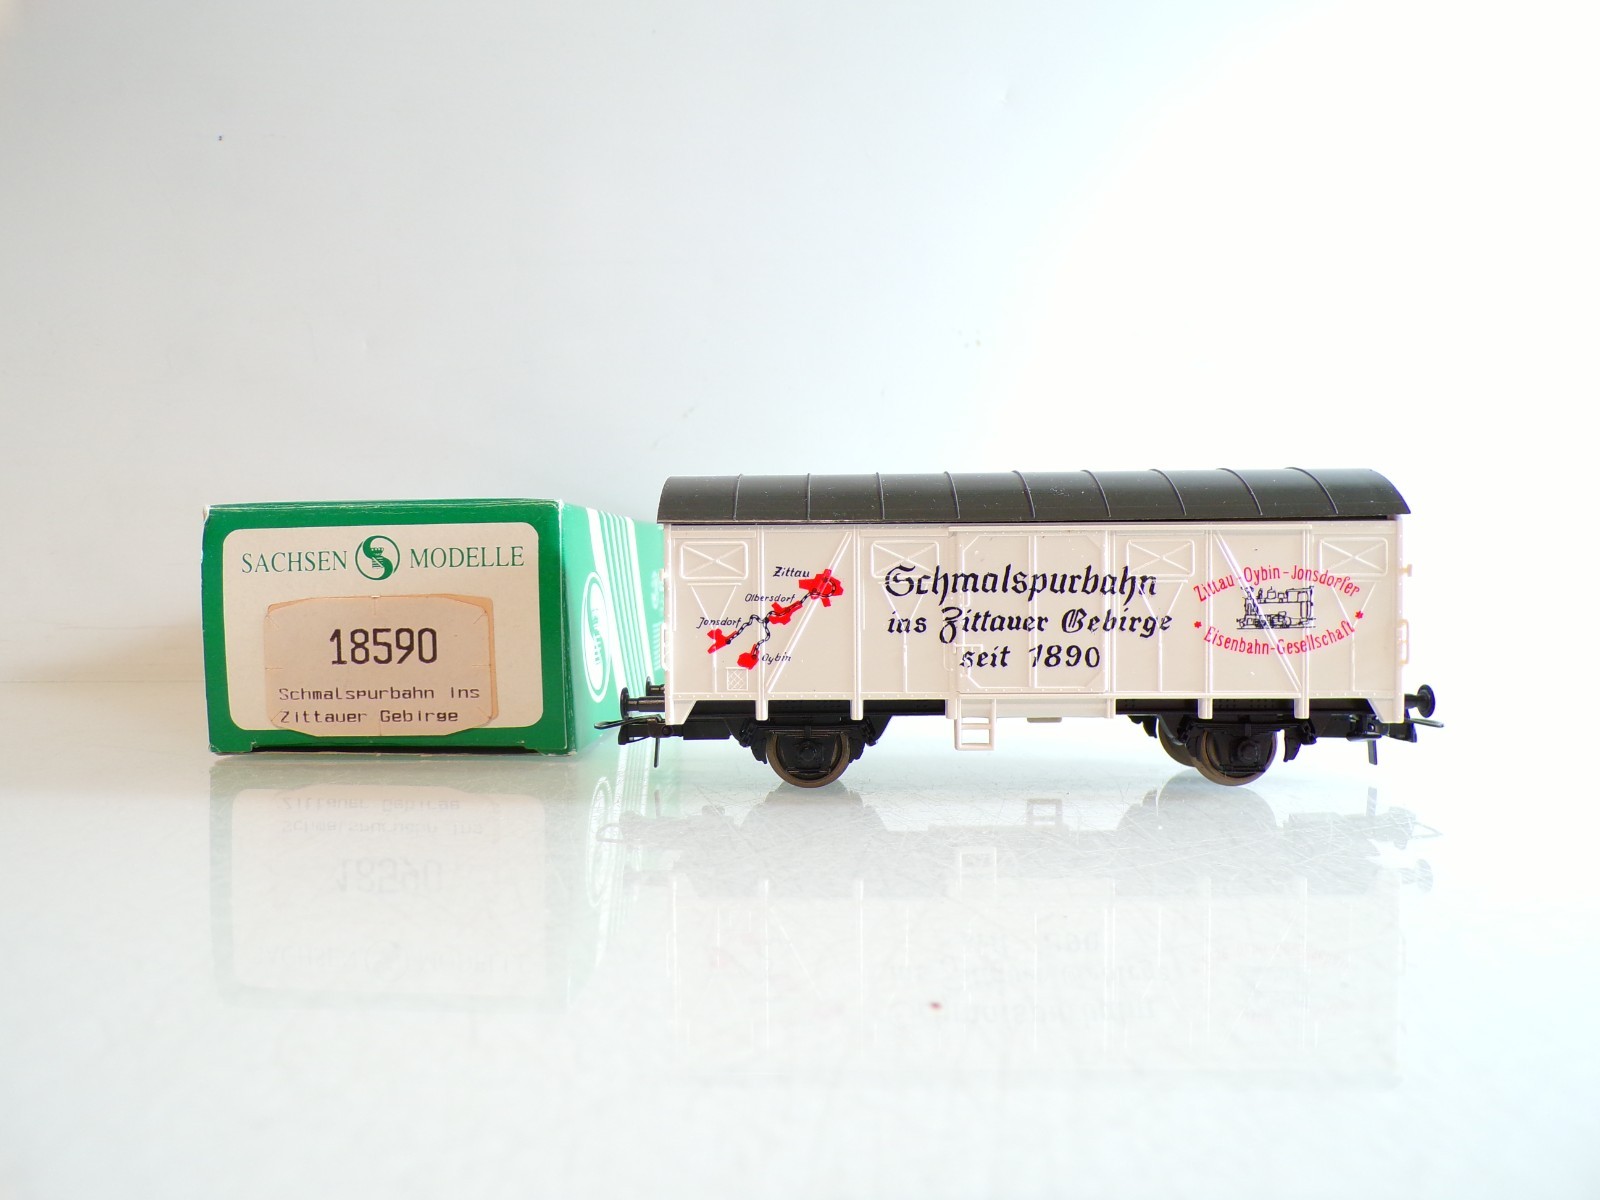 SACHSEN MODELLE
18590
Schmalspurbahn ins
Zittauer Gebirge
Zittau
Olbersdorf
Jonsdorf
Oybin
Schmalspurbahn
ins Zittauer Gebirge
seit 1890
Zittau-Oybin-Jonsdorfer
* Eisenbahn-Gesellschaft *